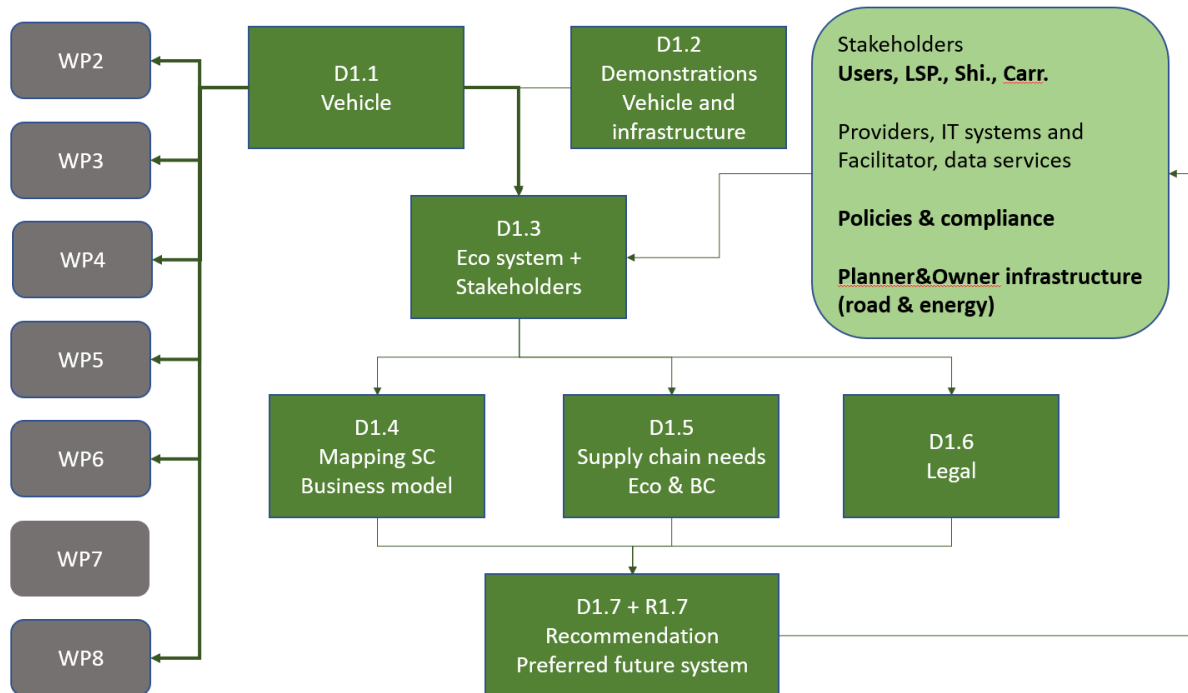 WP2
WP3
WP4
WP5
WP6
WP7
WP8
D1.1
Vehicle
D1.2
Demonstrations
Vehicle and
infrastructure
Stakeholders
Users, LSP., Shi., Carr.
Providers, IT systems and
Facilitator, data services
Policies & compliance
Planner&Owner infrastructure
(road & energy)
D1.3
Eco system +
Stakeholders
D1.4
Mapping SC
Business model
D1.5
Supply chain needs
Eco & BC
D1.6
Legal
D1.7 + R1.7
Recommendation
Preferred future system